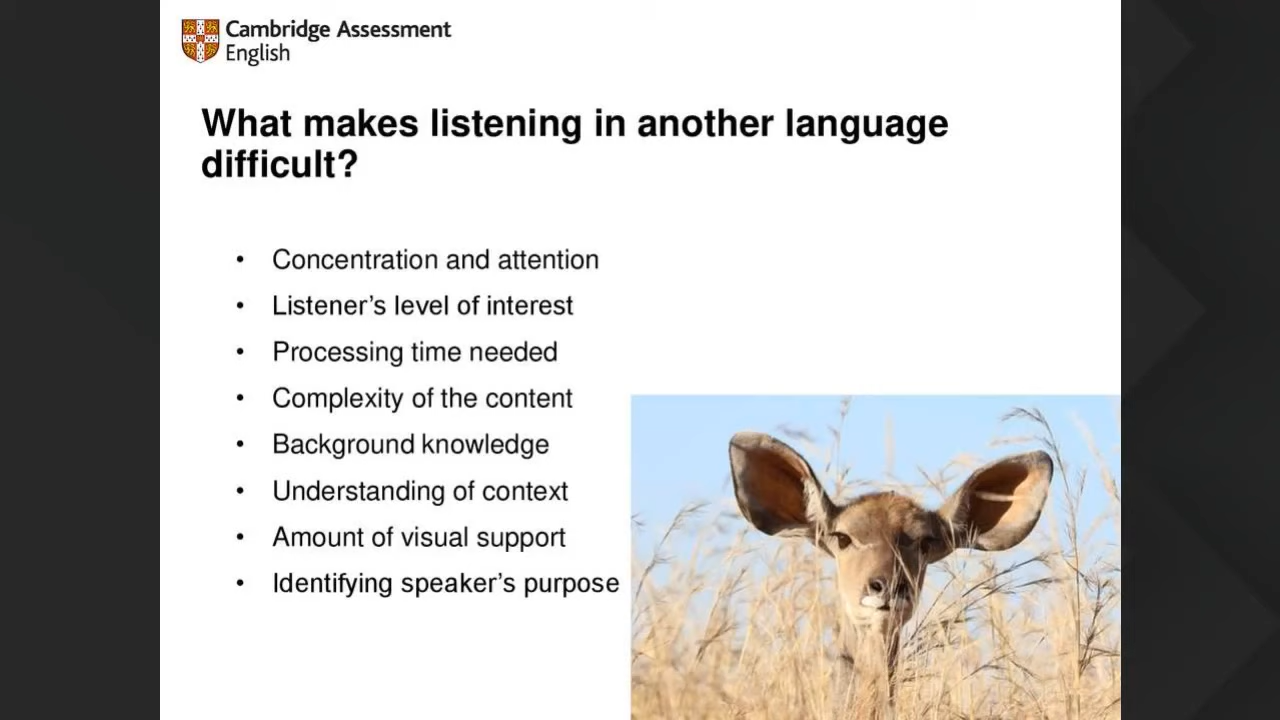 Cambridge Assessment
English
What makes listening in another language
difficult?
• Concentration and attention
• Listener’s level of interest
• Processing time needed
• Complexity of the content
• Background knowledge
• Understanding of context
• Amount of visual support
• Identifying speaker’s purpose